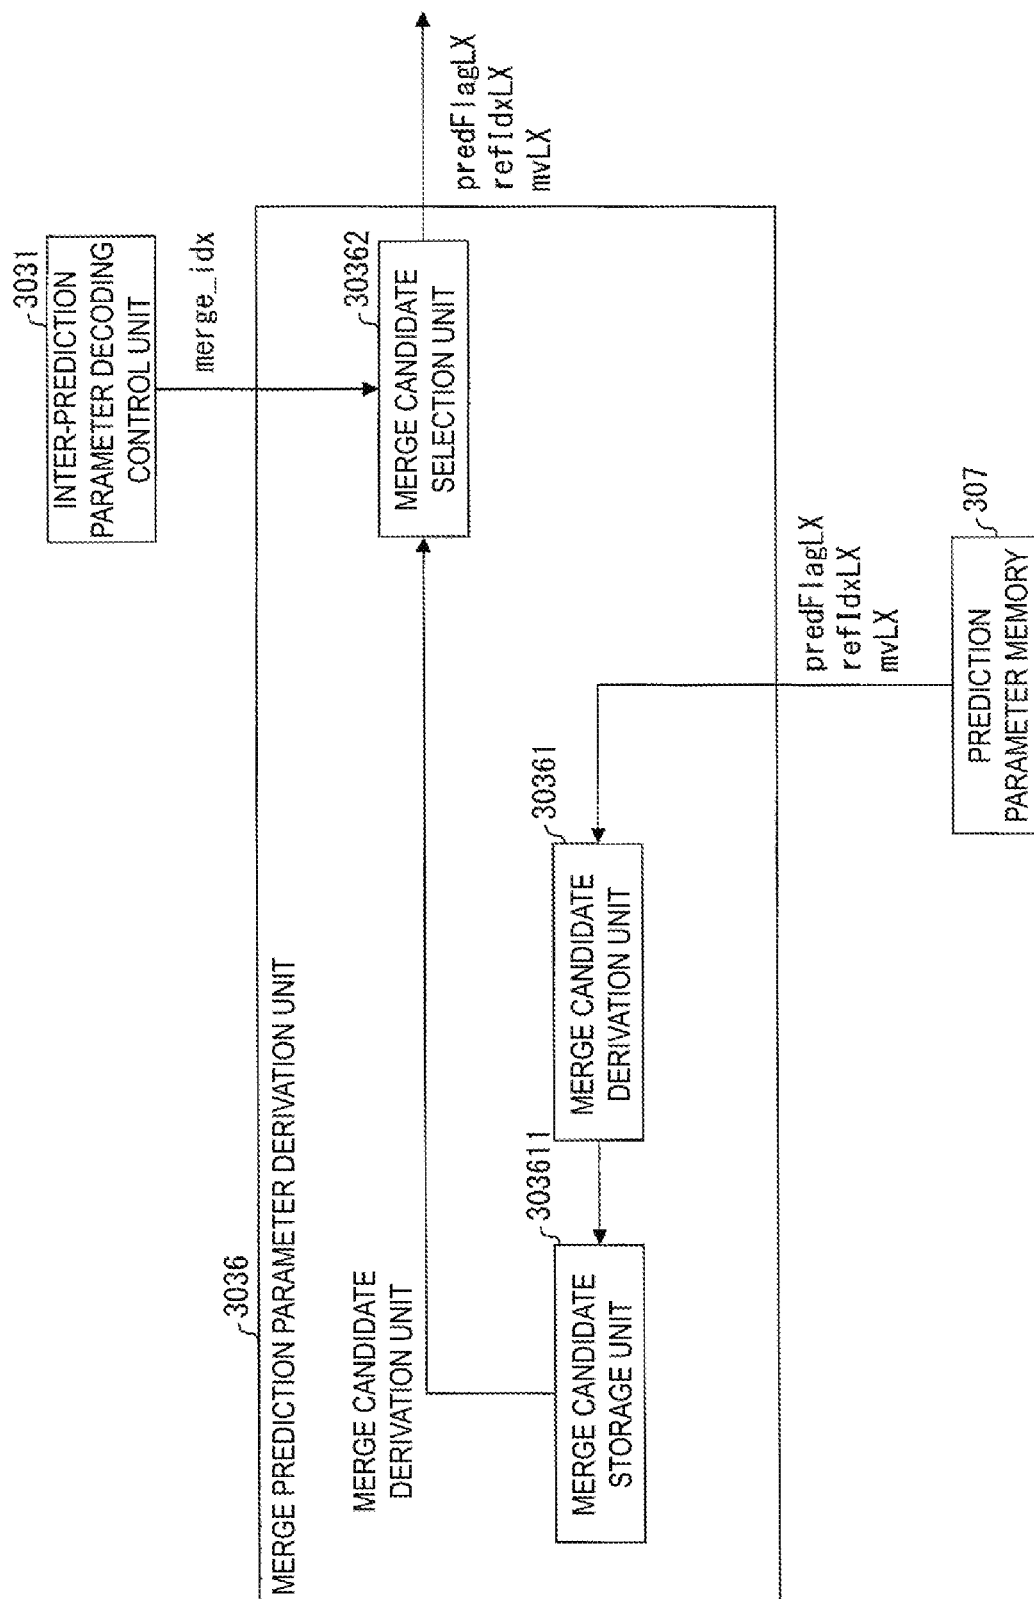 3031
INTER-PREDICTION
PARAMETER DECODING
CONTROL UNIT
merge_idx
3036
MERGE PREDICTION PARAMETER DERIVATION UNIT
30362
MERGE CANDIDATE
SELECTION UNIT
predFlagLX
refIdxLX
mvLX
MERGE CANDIDATE
DERIVATION UNIT
303611
MERGE CANDIDATE
STORAGE UNIT
30361
MERGE CANDIDATE
DERIVATION UNIT
predFlagLX
refIdxLX
mvLX
307
PREDICTION
PARAMETER MEMORY